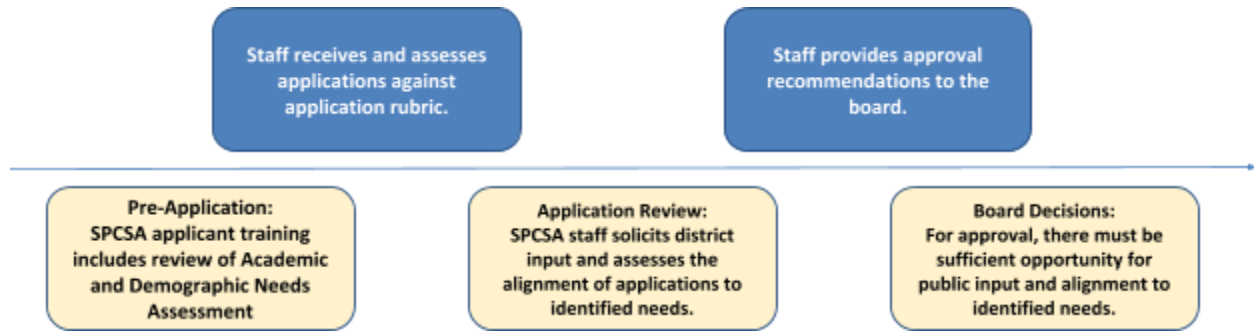 Staff receives and assesses
applications against
application rubric.
Staff provides approval
recommendations to the
board.
Pre-Application:
SPCSA applicant training
includes review of Academic
and Demographic Needs
Assessment
Application Review:
SPCSA staff solicits district
input and assesses the
alignment of applications to
identified needs.
Board Decisions:
For approval, there must be
sufficient opportunity for
public input and alignment to
identified needs.